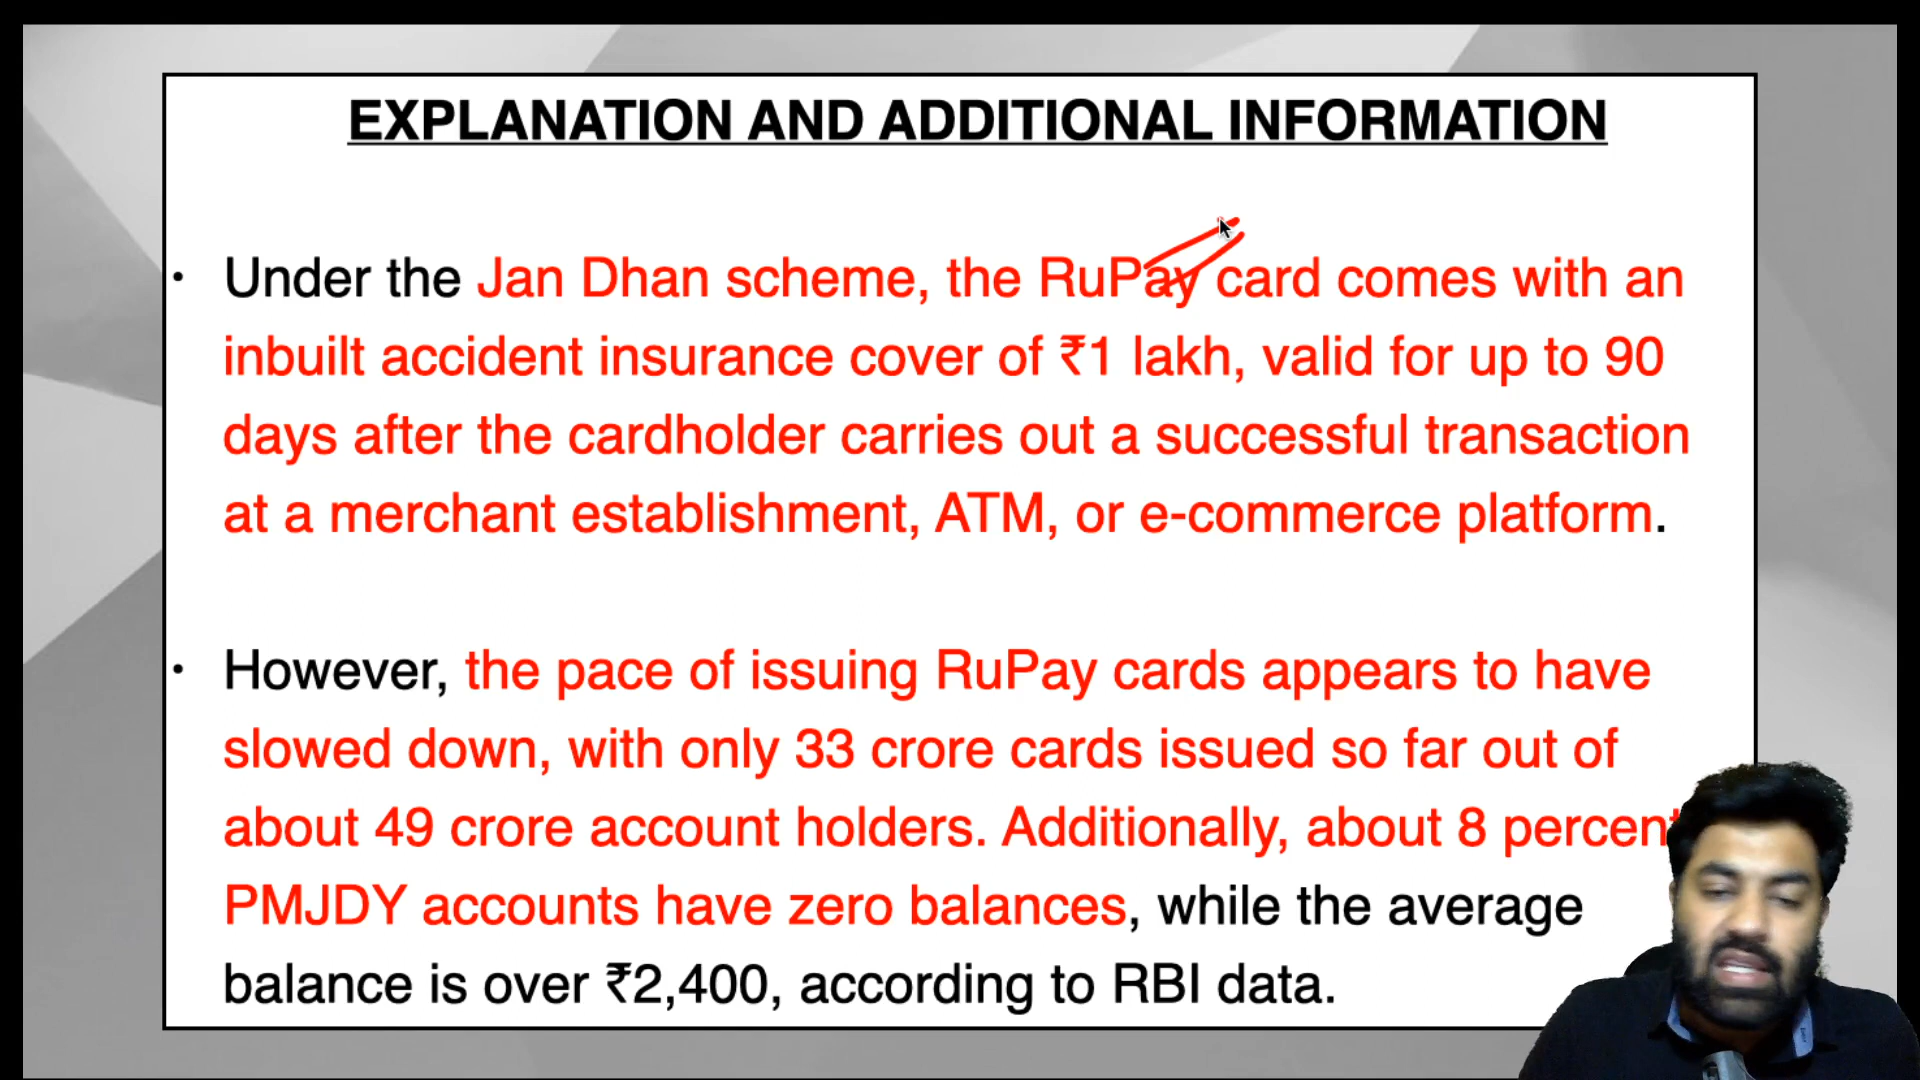 EXPLANATION AND ADDITIONAL INFORMATION
• Under the Jan Dhan scheme, the RuPay card comes with an
inbuilt accident insurance cover of ₹1 lakh, valid for up to 90
days after the cardholder carries out a successful transaction
at a merchant establishment, ATM, or e-commerce platform.
• However, the pace of issuing RuPay cards appears to have
slowed down, with only 33 crore cards issued so far out of
about 49 crore account holders. Additionally, about 8 percent
PMJDY accounts have zero balances, while the average
balance is over ₹2,400, according to RBI data.